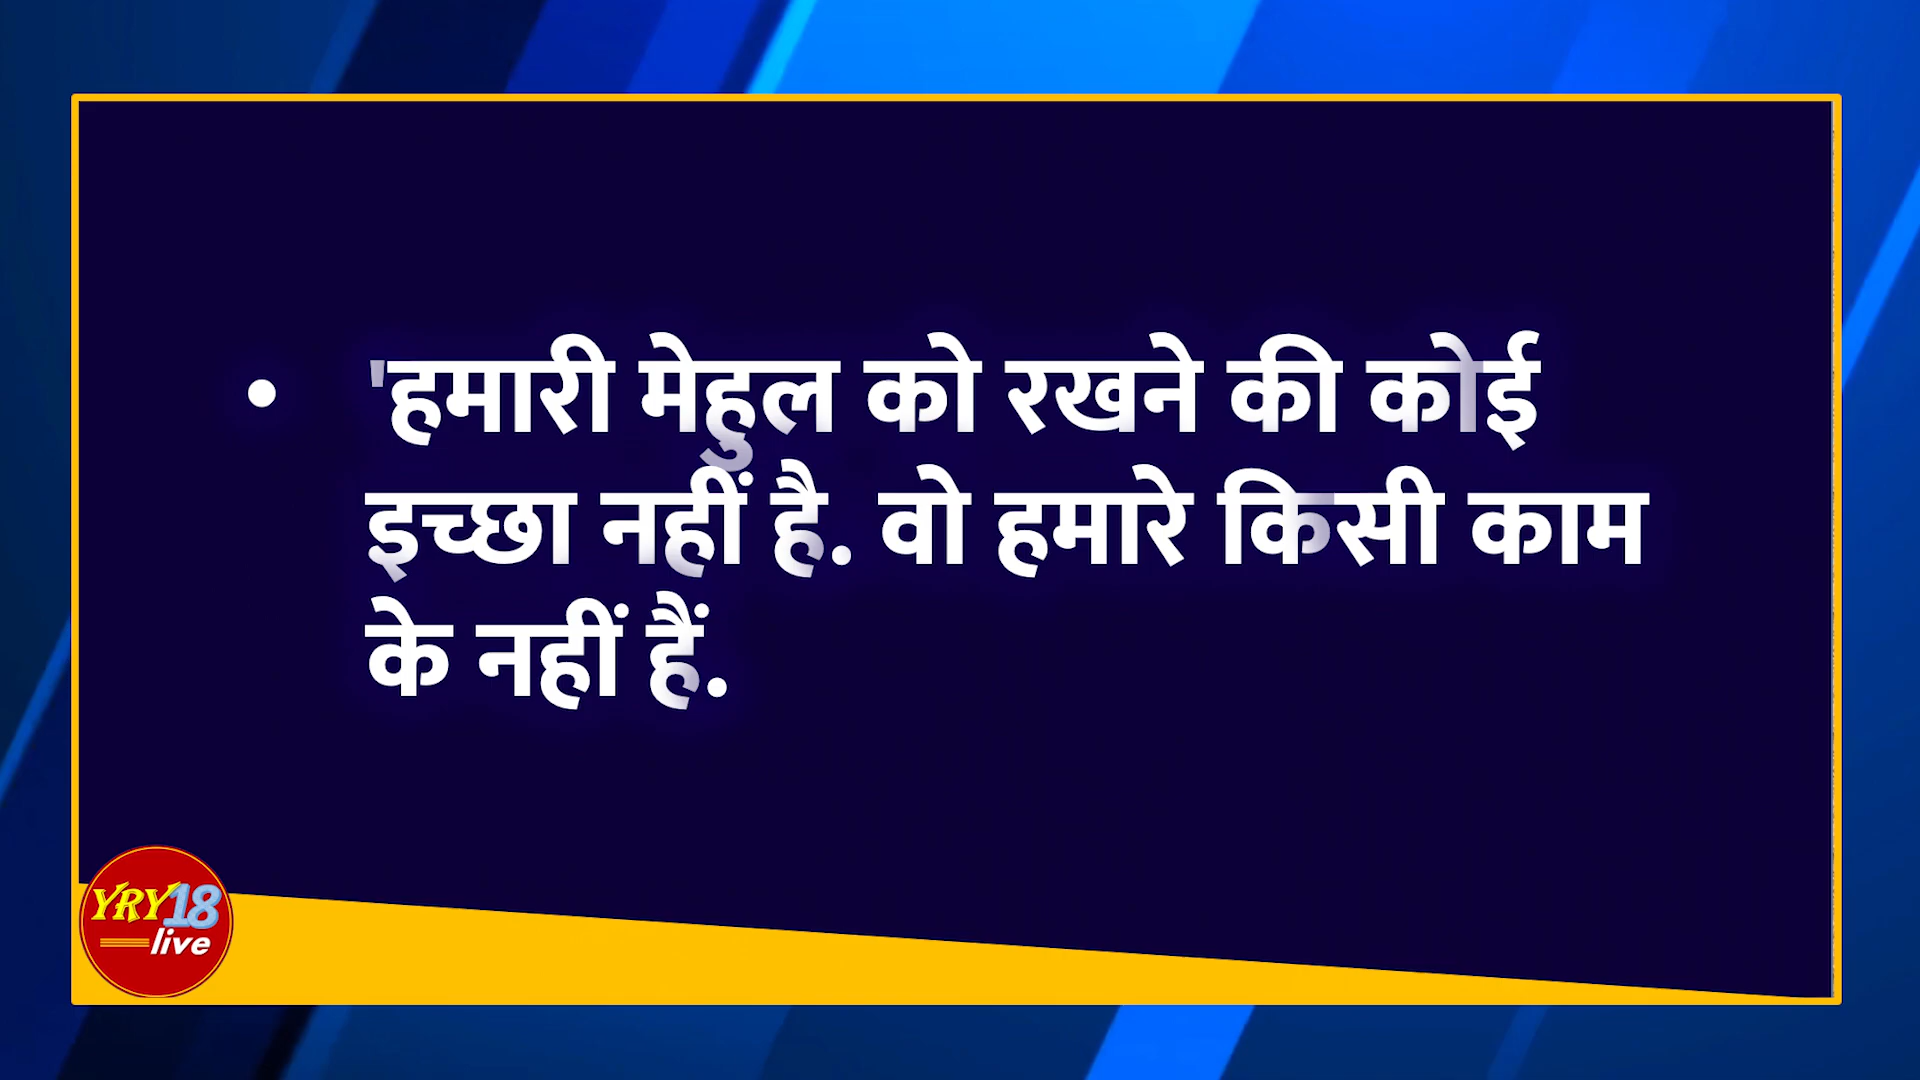 • 'हमारी मेहुल को रखने की कोई
इच्छा नहीं है. वो हमारे किसी काम
के नहीं हैं.
YRY18
live